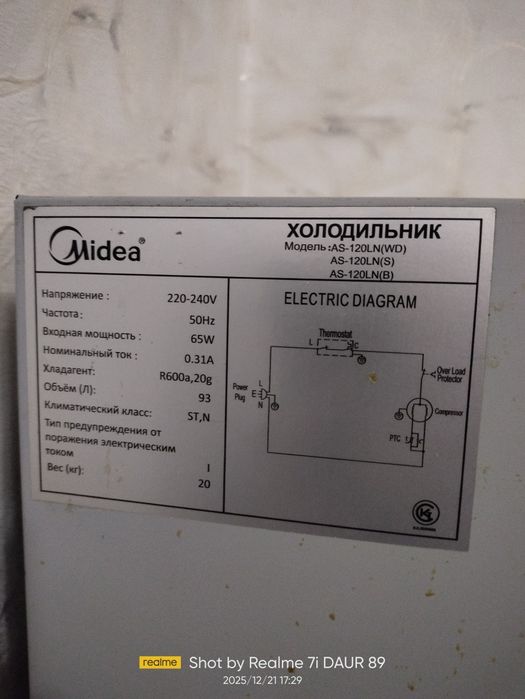 Midea®
ХОЛОДИЛЬНИК
Модель:AS-120LN(WD)
AS-120LN(S)
AS-120LN(B)
Напряжение : 220-240V
Частота: 50Hz
Входная мощность : 65W
Номинальный ток : 0.31A
Хладагент: R600a,20g
Объём (Л): 93
Климатический класс: ST,N
Тип предупреждения от
поражения электрическим
током I
Вес (кг): 20
ELECTRIC DIAGRAM
Thermostat
L C
Over Load
Protector
Power
Plug
L
E
N
Compressor
PTC
realme Shot by Realme 7i DAUR 89
2025/12/21 17:29